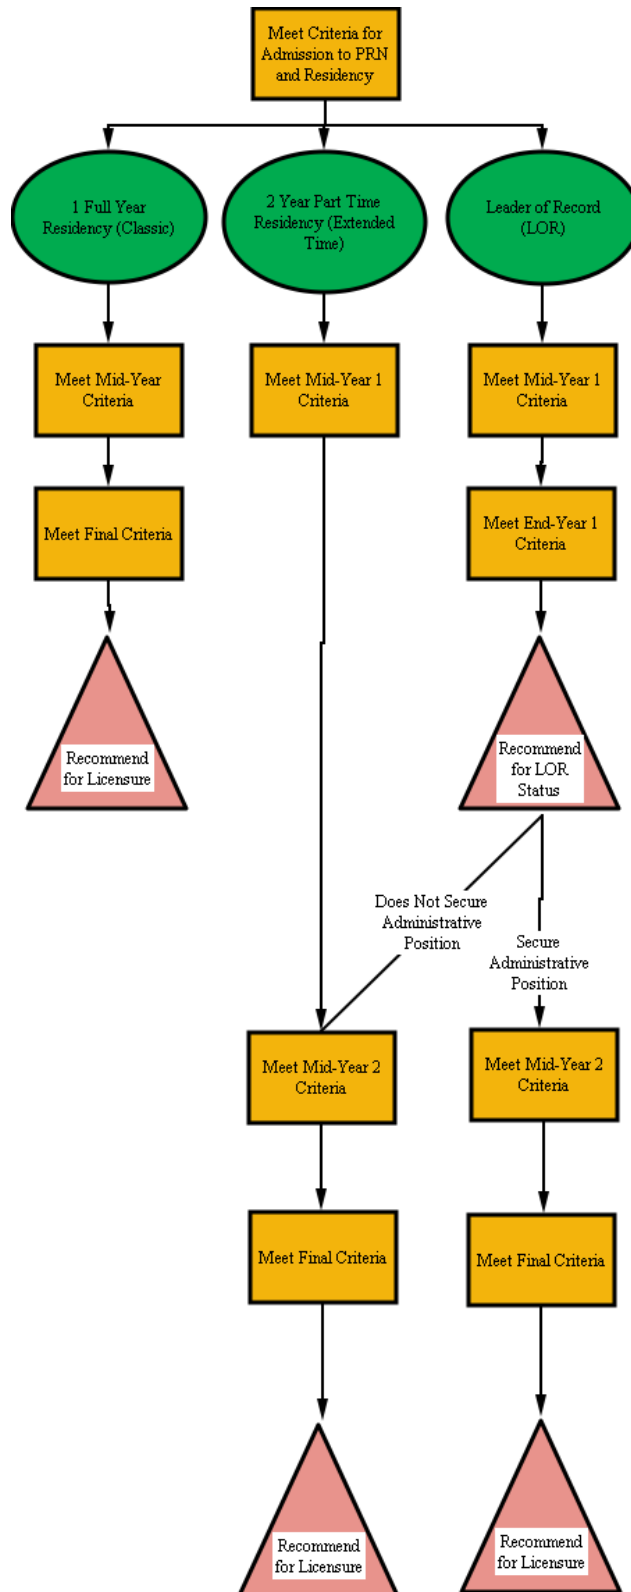 Meet Criteria for
Admission to PRN
and Residency
1 Full Year
Residency (Classic)
2 Year Part Time
Residency (Extended
Time)
Leader of Record
(LOR)
Meet Mid-Year
Criteria
Meet Mid-Year 1
Criteria
Meet Mid-Year 1
Criteria
Meet Final Criteria
Meet End-Year 1
Criteria
Recommend
for Licensure
Recommend
for LOR
Status
Does Not Secure
Administrative
Position
Secure
Administrative
Position
Meet Mid-Year 2
Criteria
Meet Mid-Year 2
Criteria
Meet Final Criteria
Meet Final Criteria
Recommend
for Licensure
Recommend
for Licensure